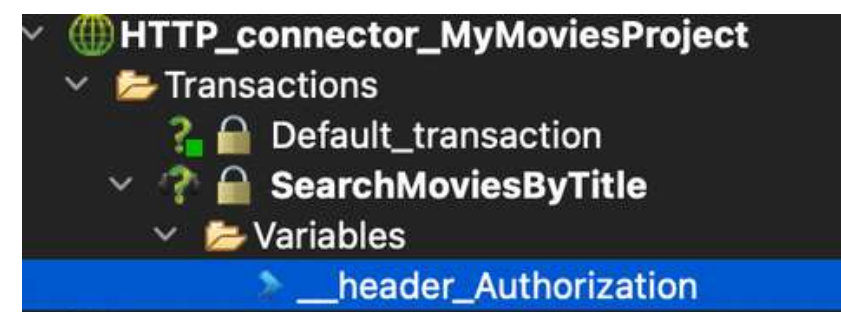 HTTP_connector_MyMoviesProject
Transactions
Default_transaction
SearchMoviesByTitle
Variables
__header_Authorization